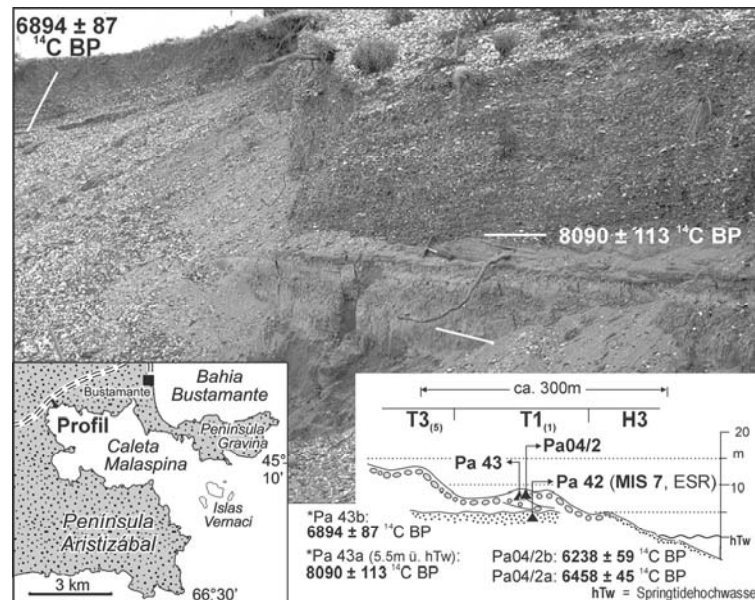 6894 ± 87
¹⁴C BP
8090 ± 113 ¹⁴C BP
Bustamante
Bahia
Bustamante
Profil
Caleta
Malaspina
Península
Gravina
45°
10'
Islas
Vernaci
Península
Aristizábal
3 km
66°30'
ca. 300m
T3(5)
T1(1)
H3
20
m
10
hTw
Pa04/2
Pa 43
Pa 42 (MIS 7, ESR)
*Pa 43b:
6894 ± 87 ¹⁴C BP
*Pa 43a (5.5m ü. hTw):
8090 ± 113 ¹⁴C BP
Pa04/2b: 6238 ± 59 ¹⁴C BP
Pa04/2a: 6458 ± 45 ¹⁴C BP
hTw = Springtidehochwasser